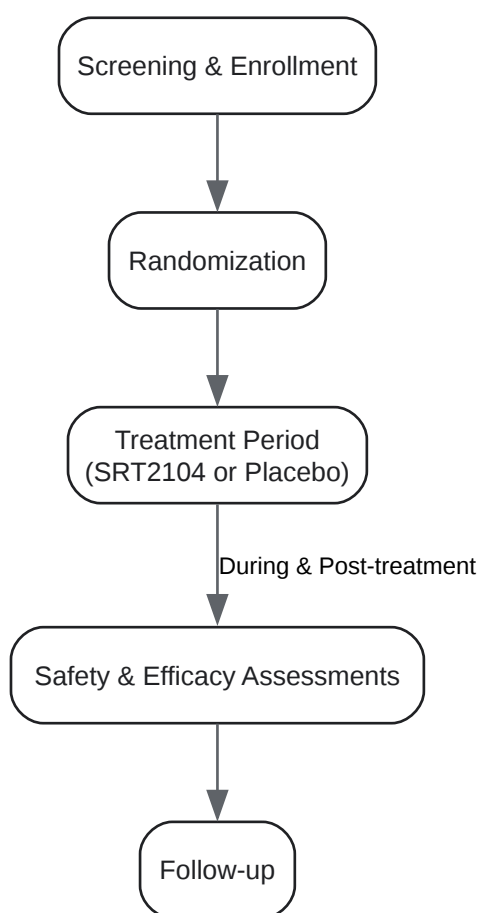 Screening & Enrollment
Randomization
Treatment Period
(SRT2104 or Placebo)
During & Post-treatment
Safety & Efficacy Assessments
Follow-up